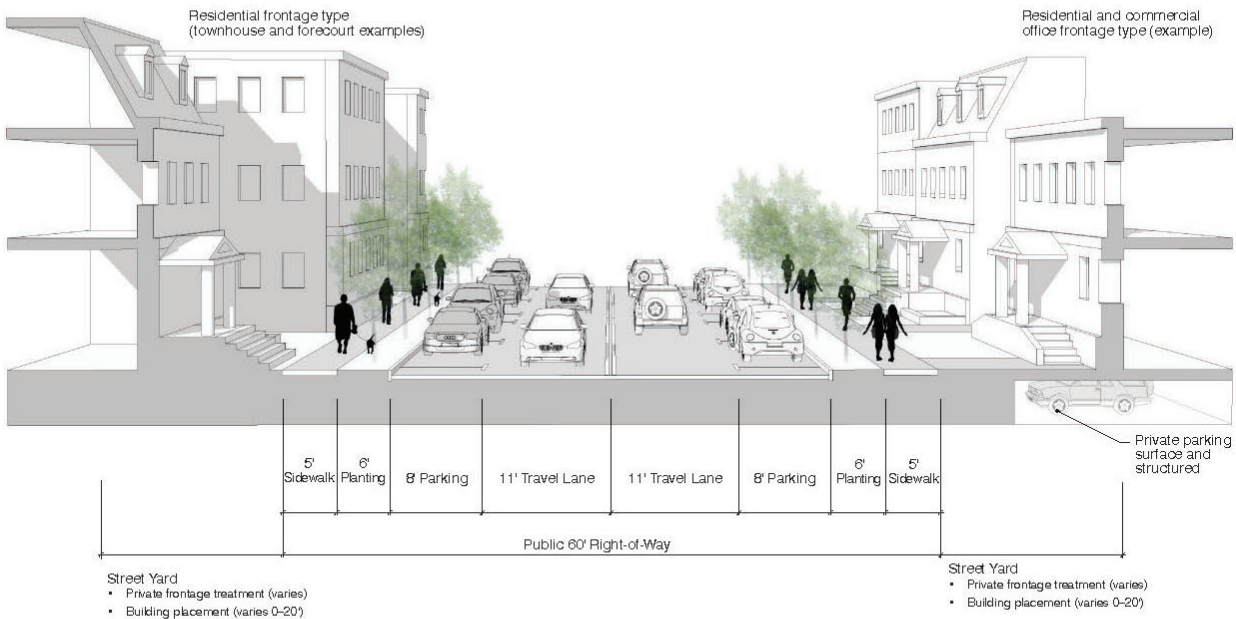 Residential frontage type
(townhouse and forecourt examples)
Residential and commercial
office frontage type (example)
Private parking
surface and
structured
5'
Sidewalk
6'
Planting
8' Parking
11' Travel Lane
11' Travel Lane
8' Parking
6'
Planting
5'
Sidewalk
Public 60' Right-of-Way
Street Yard
• Private frontage treatment (varies)
• Building placement (varies 0–20')
Street Yard
• Private frontage treatment (varies)
• Building placement (varies 0–20')